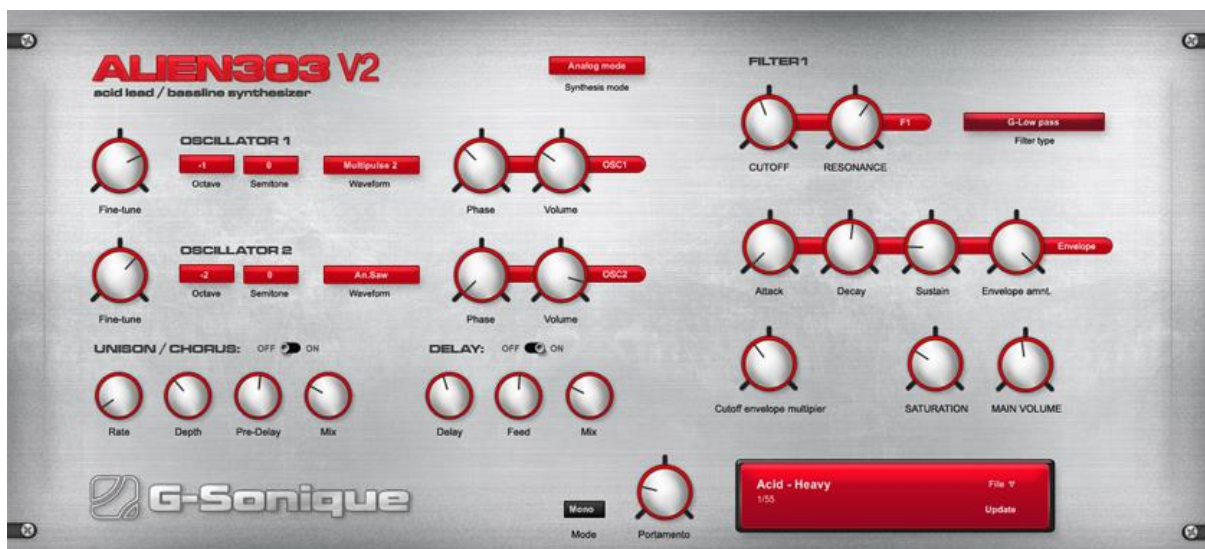 ALIEN303 V2
acid lead / bassline synthesizer
Analog mode
Synthesis mode
OSCILLATOR 1
-1
0
Multipulse 2
OSC1
Octave
Semitone
Waveform
Fine-tune
Phase
Volume
OSCILLATOR 2
-2
0
An.Saw
OSC2
Octave
Semitone
Waveform
Fine-tune
Phase
Volume
UNISON / CHORUS:
OFF
ON
Rate
Depth
Pre-Delay
Mix
DELAY:
OFF
ON
Delay
Feed
Mix
FILTER1
F1
G-Low pass
Filter type
CUTOFF
RESONANCE
Envelope
Attack
Decay
Sustain
Envelope amnt.
Cutoff envelope multipier
SATURATION
MAIN VOLUME
G-Sonique
Mono
Mode
Portamento
Acid - Heavy
File ▽
1/55
Update